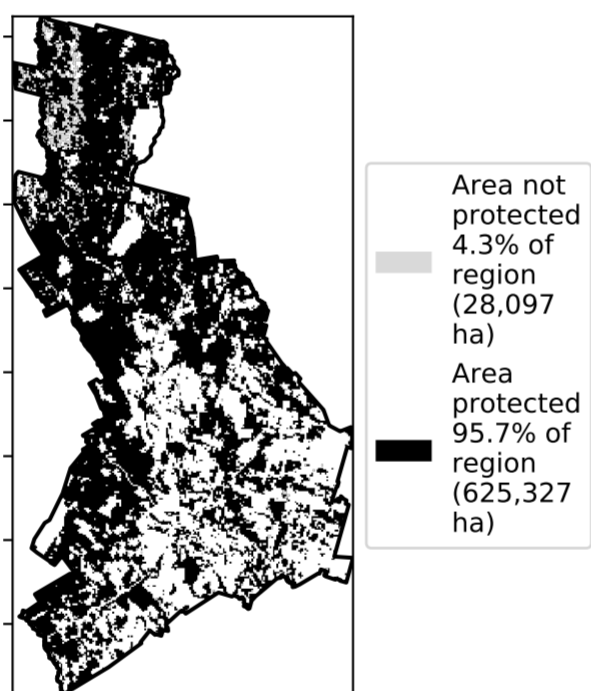 Area not
protected
4.3% of
region
(28,097
ha)
Area
protected
95.7% of
region
(625,327
ha)